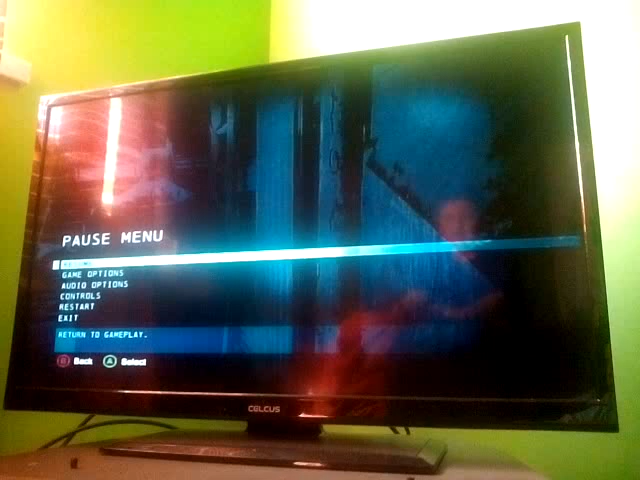 PAUSE MENU
GAME OPTIONS
AUDIO OPTIONS
CONTROLS
RESTART
EXIT
RETURN TO GAMEPLAY.
Back Select
CELCUS